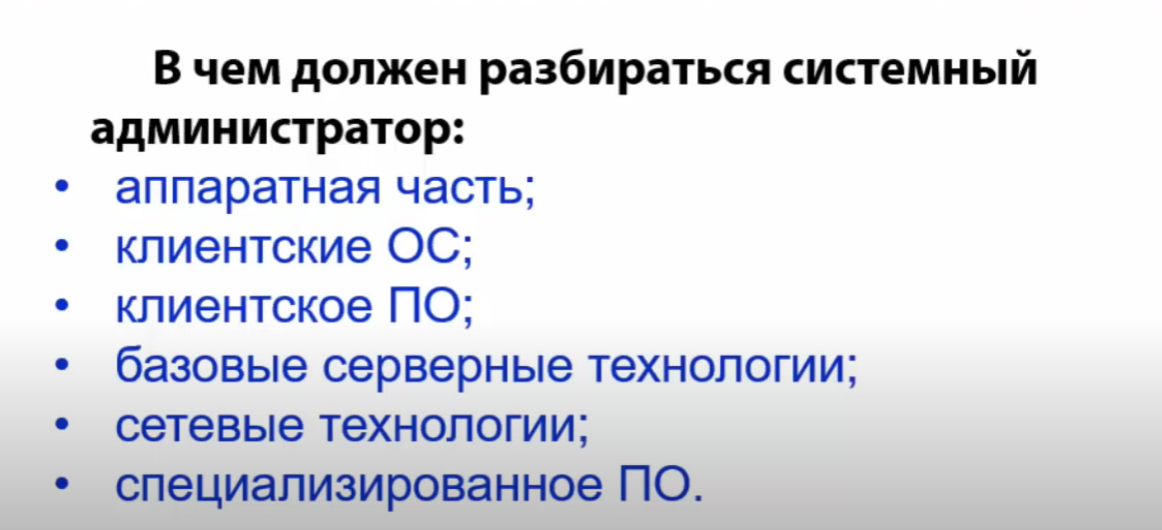 В чем должен разбираться системный
администратор:
• аппаратная часть;
• клиентские ОС;
• клиентское ПО;
• базовые серверные технологии;
• сетевые технологии;
• специализированное ПО.